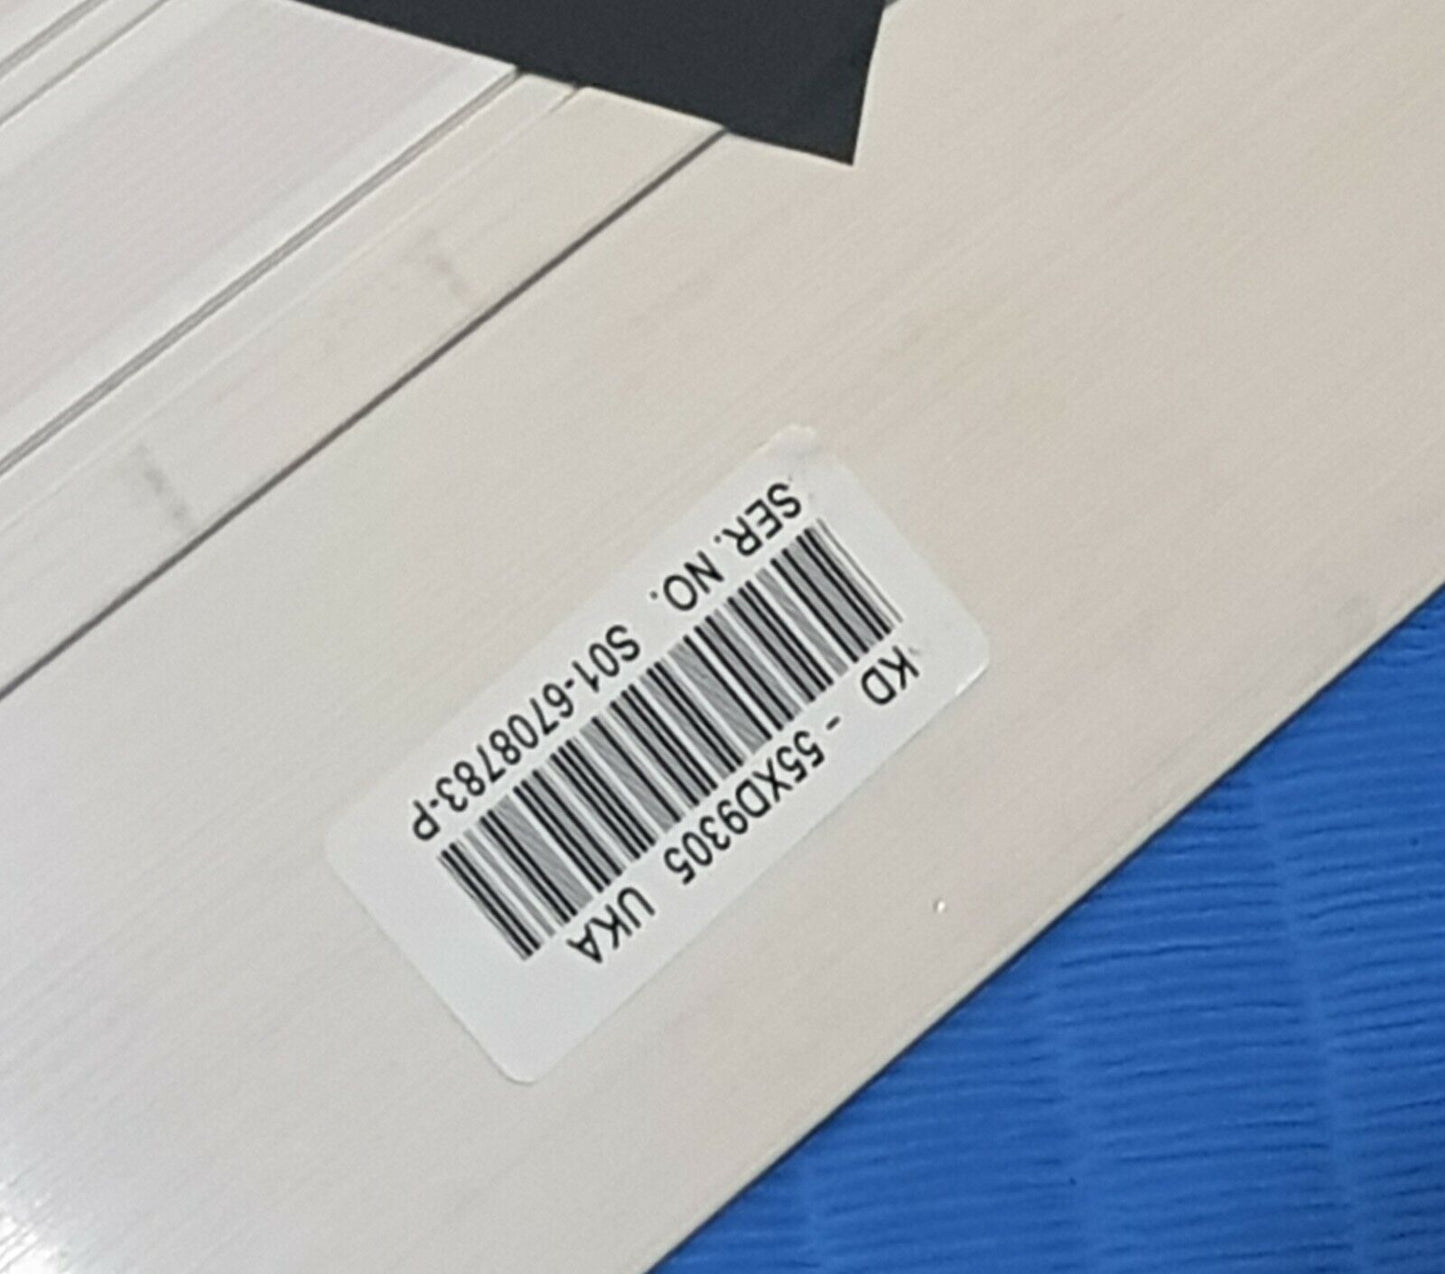 KD - 55XD9305 UKA
SER. NO. S01-6708783-P